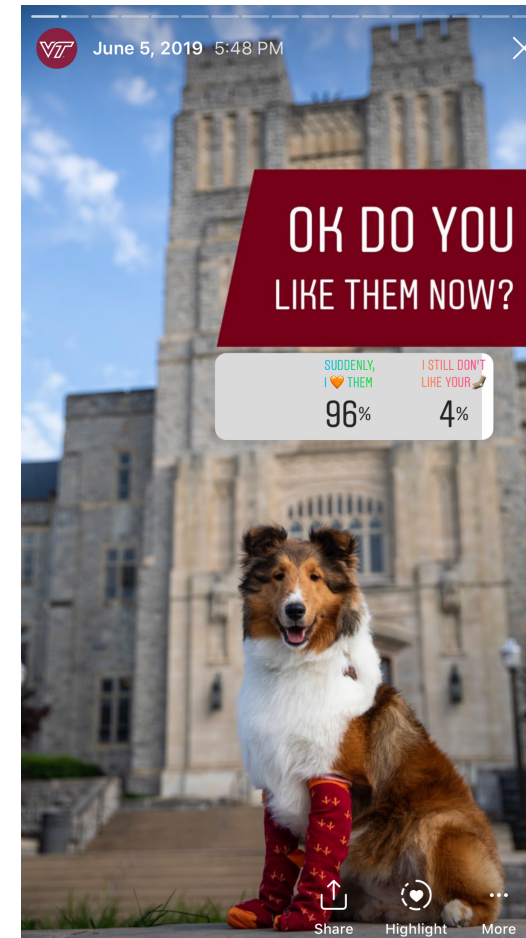 VT June 5, 2019 5:48 PM
OK DO YOU
LIKE THEM NOW?
SUDDENLY,
I 🧡 THEM
96%
I STILL DON'T
LIKE YOUR 🧦
4%
Share Highlight More